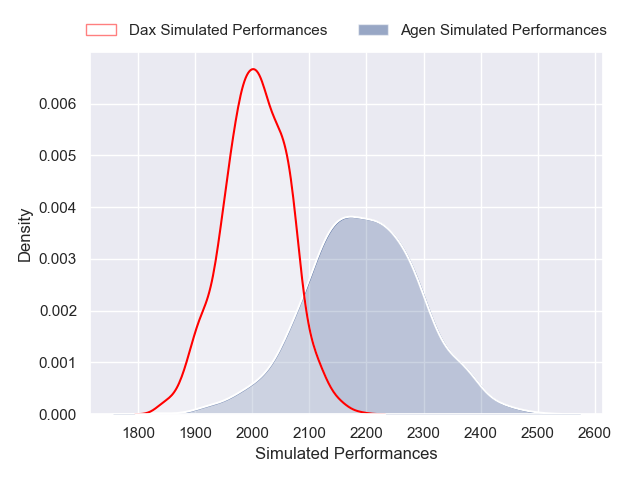 Dax Simulated Performances Agen Simulated Performances
0.006
0.005
0.004
0.003
0.002
0.001
0.000
Density
1800 1900 2000 2100 2200 2300 2400 2500 2600
Simulated Performances